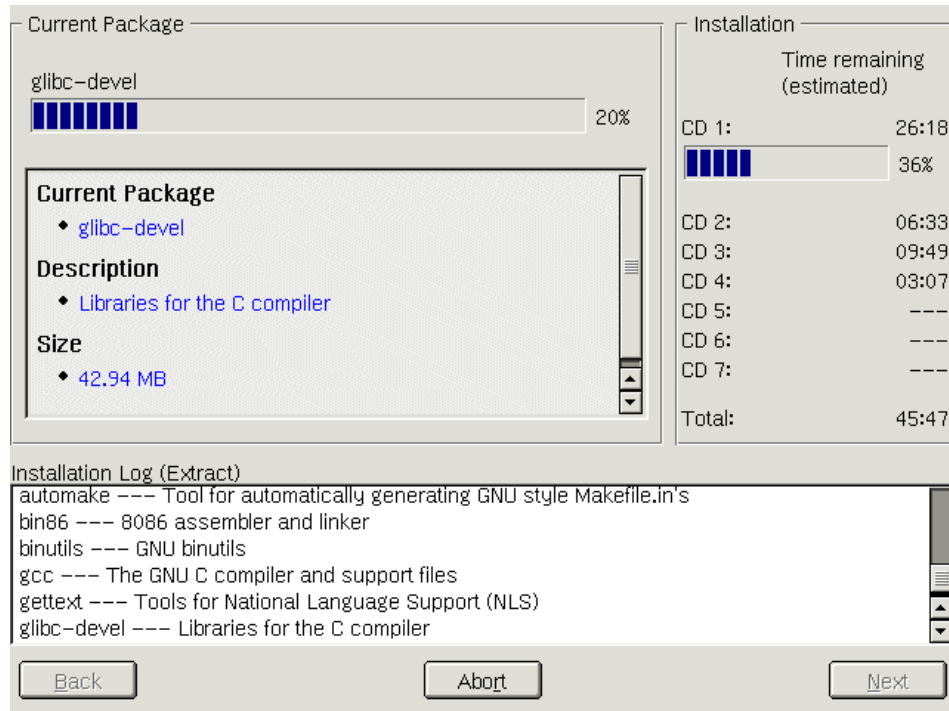 Current Package
glibc-devel
20%
Current Package
glibc-devel
Description
Libraries for the C compiler
Size
42.94 MB
Installation
Time remaining
(estimated)
CD 1: 26:18
36%
CD 2: 06:33
CD 3: 09:49
CD 4: 03:07
CD 5: ---
CD 6: ---
CD 7: ---
Total: 45:47
Installation Log (Extract)
automake --- Tool for automatically generating GNU style Makefile.in's
bin86 --- 8086 assembler and linker
binutils --- GNU binutils
gcc --- The GNU C compiler and support files
gettext --- Tools for National Language Support (NLS)
glibc-devel --- Libraries for the C compiler
Back Abort Next